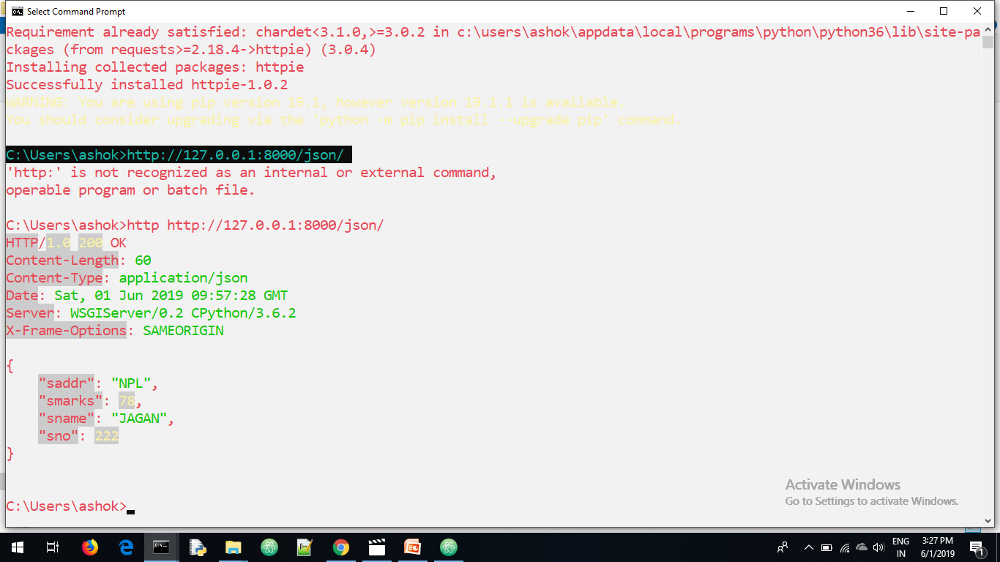 Select Command Prompt
Requirement already satisfied: chardet<3.1.0,>=3.0.2 in c:\users\ashok\appdata\local\programs\python\python36\lib\site-pa
ckages (from requests>=2.18.4->httpie) (3.0.4)
Installing collected packages: httpie
Successfully installed httpie-1.0.2
WARNING: You are using pip version 19.1, however version 19.1.1 is available.
You should consider upgrading via the 'python -m pip install --upgrade pip' command.
C:\Users\ashok>http://127.0.0.1:8000/json/
'http:' is not recognized as an internal or external command,
operable program or batch file.
C:\Users\ashok>http http://127.0.0.1:8000/json/
HTTP/1.0 200 OK
Content-Length: 60
Content-Type: application/json
Date: Sat, 01 Jun 2019 09:57:28 GMT
Server: WSGIServer/0.2 CPython/3.6.2
X-Frame-Options: SAMEORIGIN
{
    "saddr": "NPL",
    "smarks": 78,
    "sname": "JAGAN",
    "sno": 222
}
C:\Users\ashok>
Activate Windows
Go to Settings to activate Windows.
ENG
IN
3:27 PM
6/1/2019
1